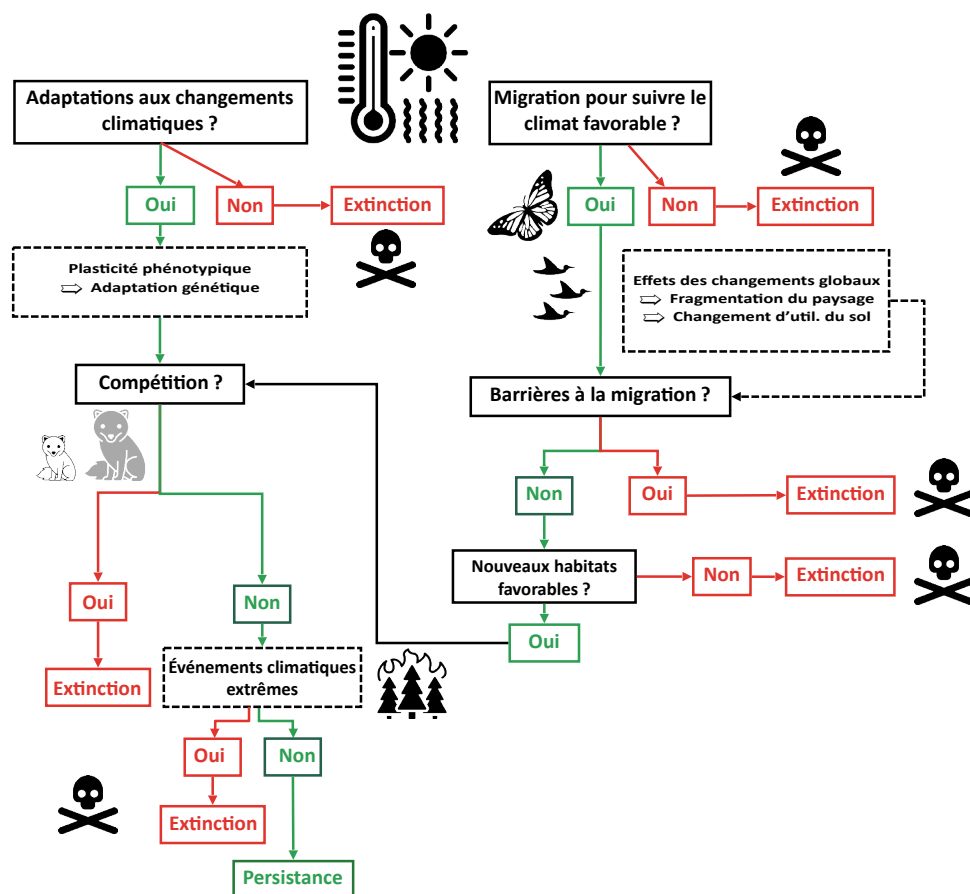 Adaptations aux changements
climatiques ?
Oui
Non
Extinction
Plasticité phénotypique
Adaptation génétique
Compétition ?
Oui
Non
Extinction
Événements climatiques
extrêmes
Oui
Non
Extinction
Persistance
Migration pour suivre le
climat favorable ?
Oui
Non
Extinction
Effets des changements globaux
Fragmentation du paysage
Changement d'util. du sol
Barrières à la migration ?
Non
Oui
Extinction
Nouveaux habitats
favorables ?
Non
Extinction
Oui